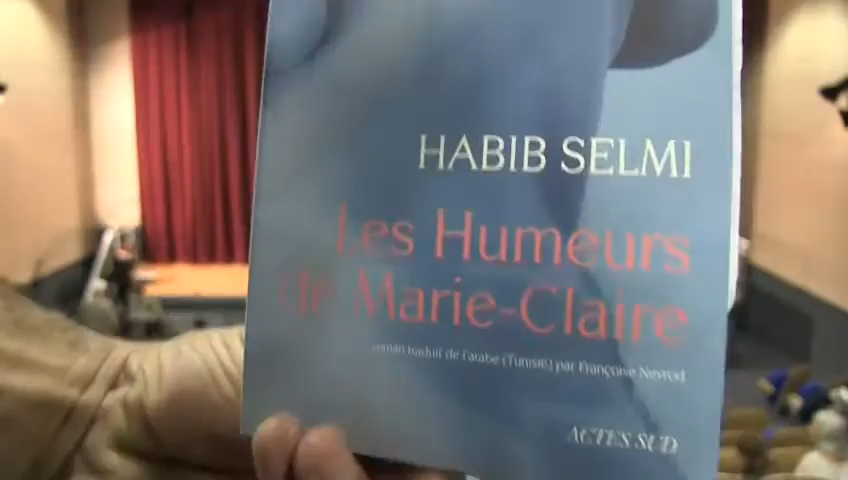 HABIB SELMI
Les Humeurs
de Marie-Claire
roman traduit de l'arabe (Tunisie) par Françoise Neyrod
ACTES SUD